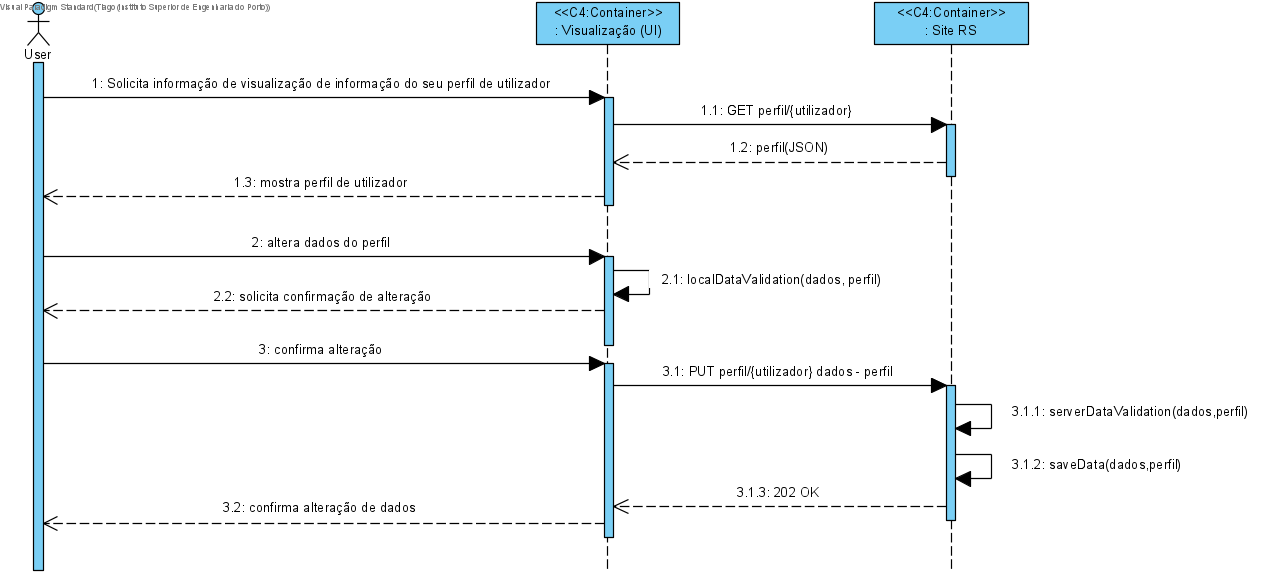 Visual Paradigm Standard(Tiago(Instituto Superior de Engenharia do Porto))
User
<<C4:Container>>
: Visualização (UI)
<<C4:Container>>
: Site RS
1: Solicita informação de visualização de informação do seu perfil de utilizador
1.1: GET perfil/{utilizador}
1.2: perfil(JSON)
1.3: mostra perfil de utilizador
2: altera dados do perfil
2.1: localDataValidation(dados, perfil)
2.2: solicita confirmação de alteração
3: confirma alteração
3.1: PUT perfil/{utilizador} dados - perfil
3.1.1: serverDataValidation(dados,perfil)
3.1.2: saveData(dados,perfil)
3.1.3: 202 OK
3.2: confirma alteração de dados